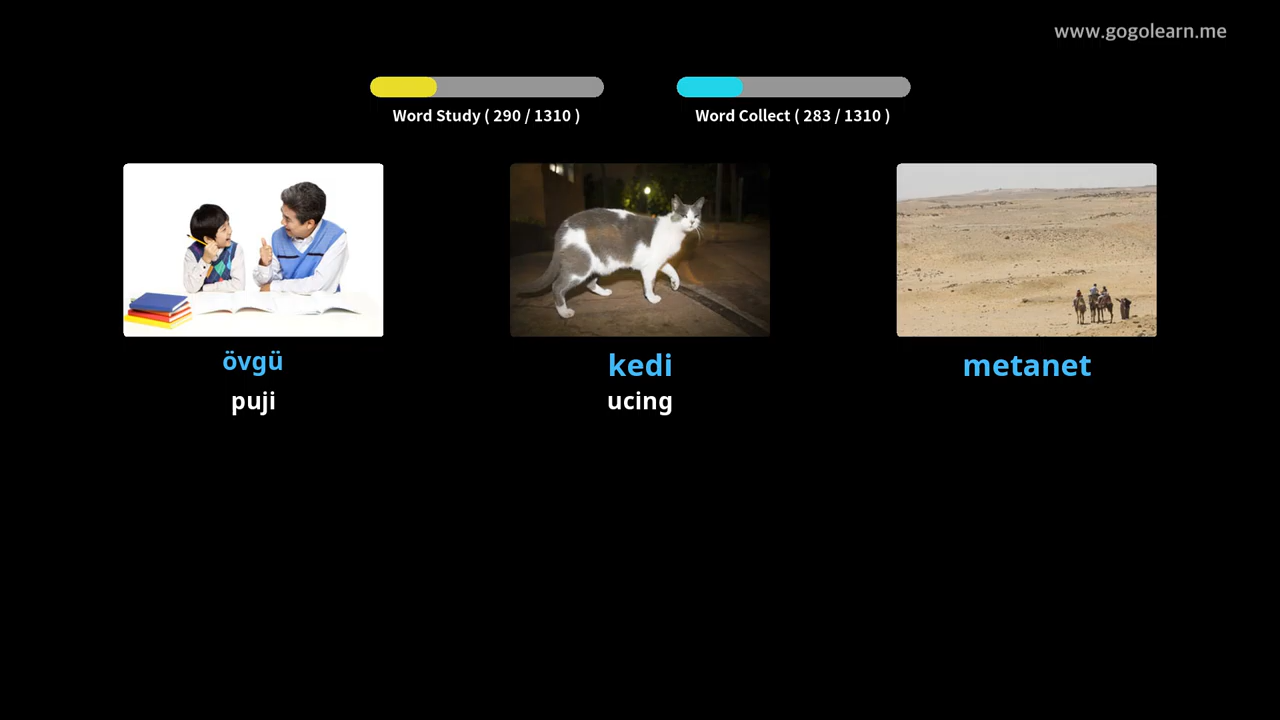 www.gogolearn.me
Word Study ( 290 / 1310 )
Word Collect ( 283 / 1310 )
övgü
puji
kedi
ucing
metanet